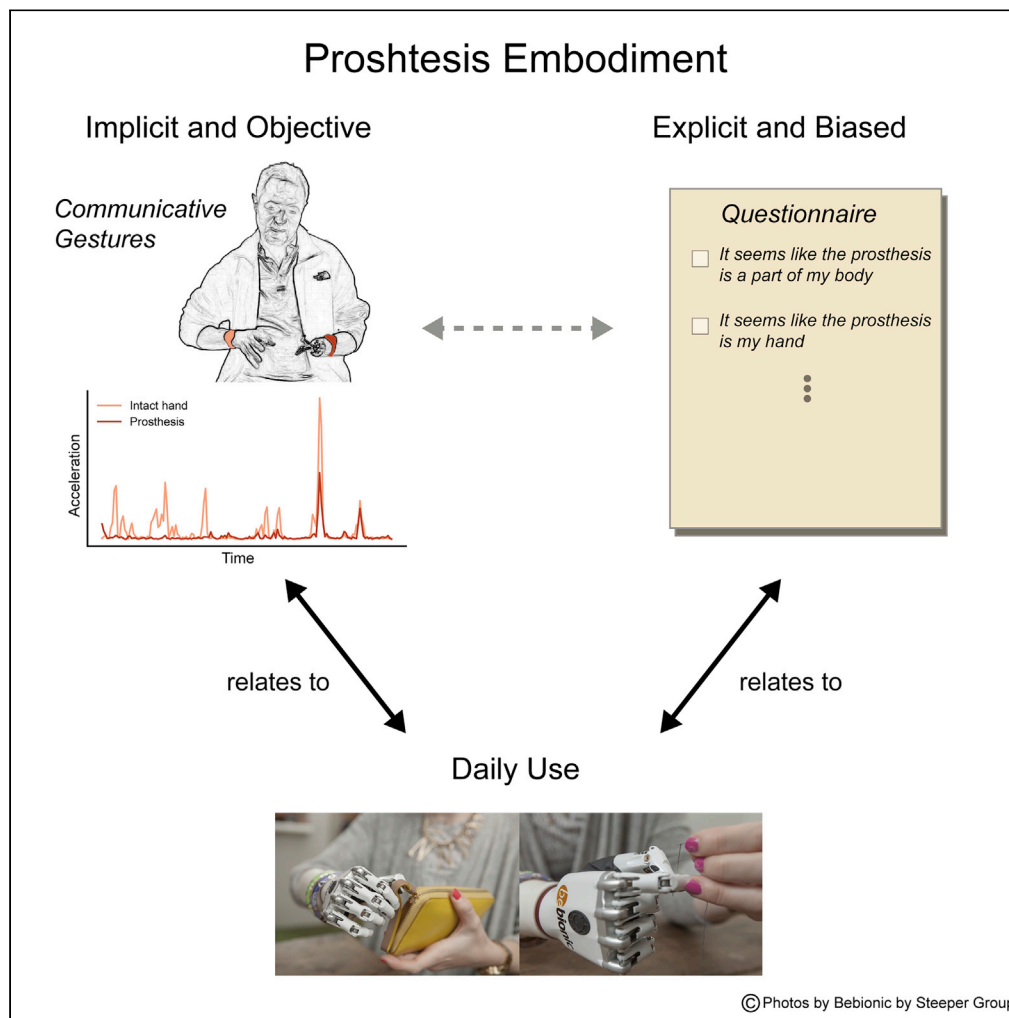 Proshtesis Embodiment
Implicit and Objective
Explicit and Biased
Communicative
Gestures
Questionnaire
It seems like the prosthesis
is a part of my body
It seems like the prosthesis
is my hand
Intact hand
Prosthesis
Acceleration
Time
relates to
relates to
Daily Use
bebionic
© Photos by Bebionic by Steeper Group